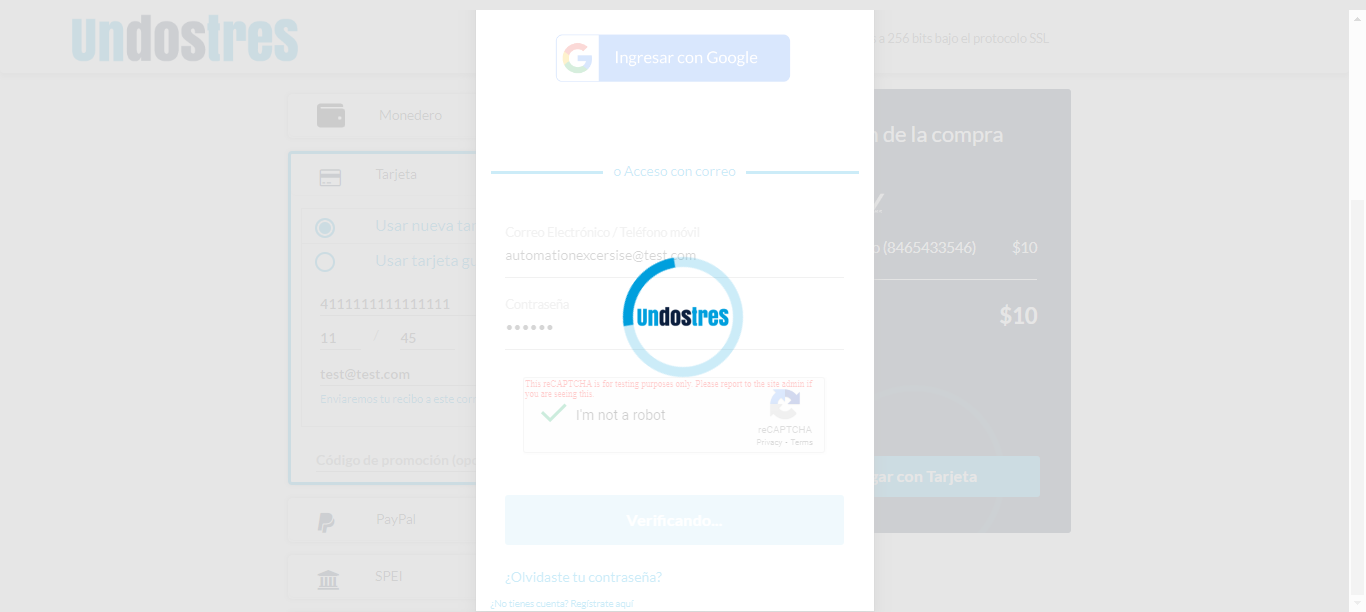 Undostres
a 256 bits bajo el protocolo SSL
Ingresar con Google
Monedero
n de la compra
o Acceso con correo
Tarjeta
Usar nueva tar
Correo Electrónico / Teléfono móvil
automationexcersise@test.com
o (8465433546) $10
Usar tarjeta gu
Contraseña
4111111111111111
••••••
Undostres
$10
11 / 45
test@test.com
Enviaremos tu recibo a este cor
This reCAPTCHA is for testing purposes only. Please report to the site admin if
you are seeing this.
I'm not a robot
reCAPTCHA
Privacy - Terms
Código de promoción (opc
gar con Tarjeta
PayPal
Verificando...
SPEI
¿Olvidaste tu contraseña?
¿No tienes cuenta? Regístrate aquí